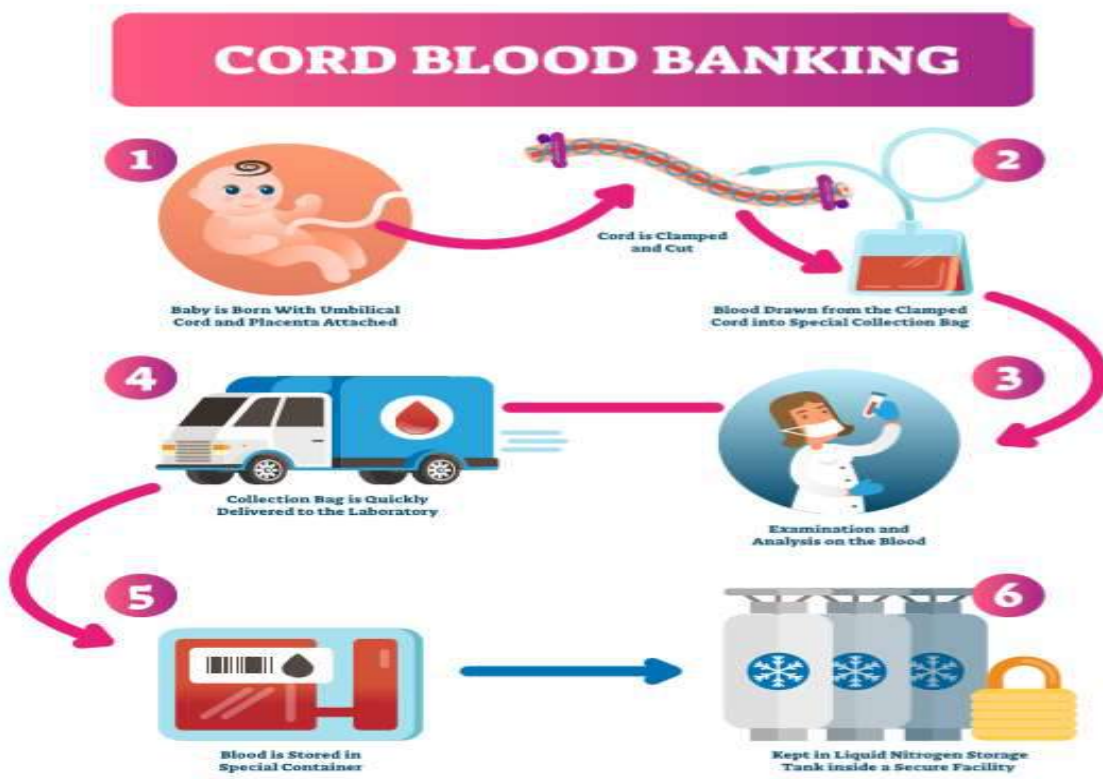 CORD BLOOD BANKING
1
Baby is Born With Umbilical
Cord and Placenta Attached
Cord is Clamped
and Cut
2
Blood Drawn from the Clamped
Cord into Special Collection Bag
3
Examination and
Analysis on the Blood
4
Collection Bag is Quickly
Delivered to the Laboratory
5
Blood is Stored in
Special Container
6
Kept in Liquid Nitrogen Storage
Tank inside a Secure Facility